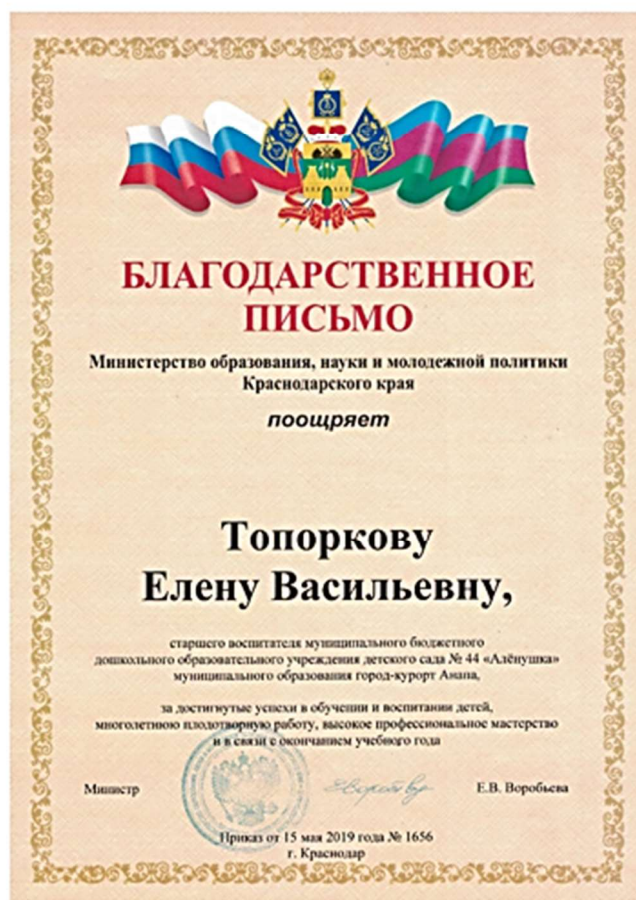 БЛАГОДАРСТВЕННОЕ
ПИСЬМО
Министерство образования, науки и молодежной политики
Краснодарского края
поощряет
Топоркову
Елену Васильевну,
старшего воспитателя муниципального бюджетного
дошкольного образовательного учреждения детского сада № 44 «Алёнушка»
муниципального образования город-курорт Анапа,
за достигнутые успехи в обучении и воспитании детей,
многолетнюю плодотворную работу, высокое профессиональное мастерство
и в связи с окончанием учебного года
Министр
Е.В. Воробьева
Приказ от 15 мая 2019 года № 1656
г. Краснодар